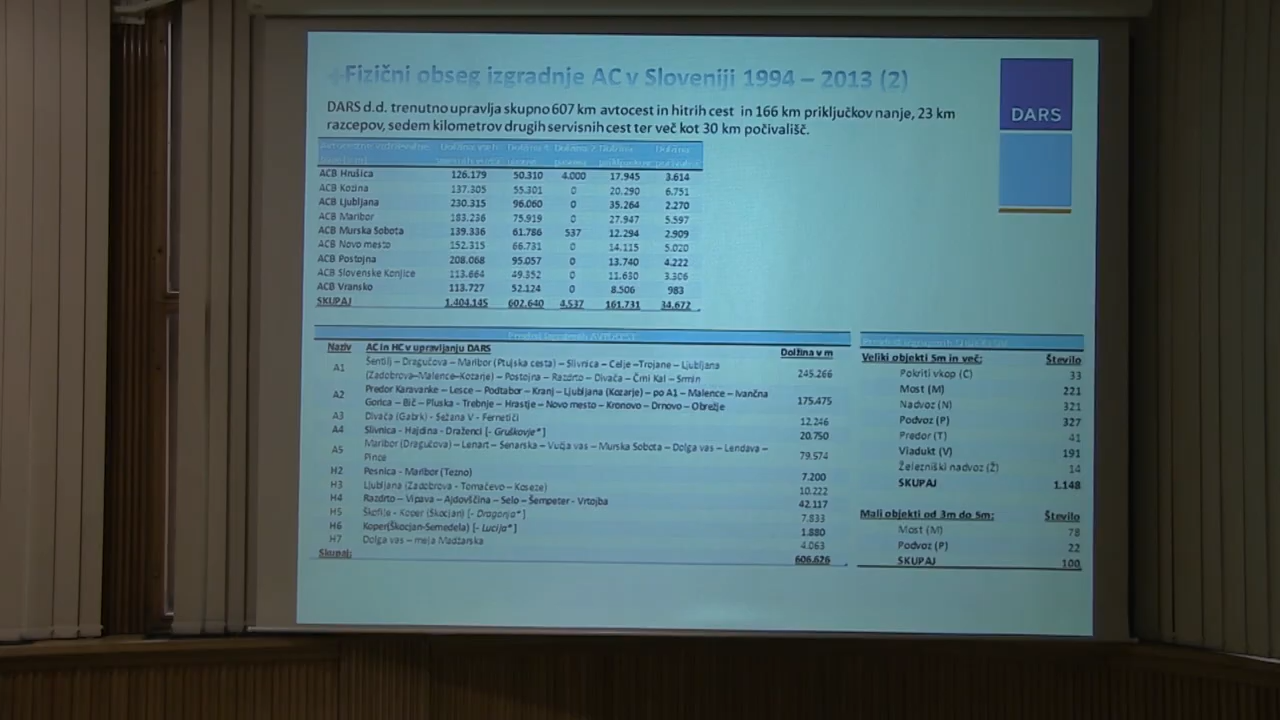 Fizični obseg izgradnje AC v Sloveniji 1994 – 2013 (2)
DARS
DARS d.d. trenutno upravlja skupno 607 km avtocest in hitrih cest in 166 km priključkov nanje, 23 km
razcepov, sedem kilometrov drugih servisnih cest ter več kot 30 km počivališč.
ACB Hrušica 126.179 50.310 4.000 17.945 3.614
ACB Kozina 137.305 55.301 0 20.290 6.751
ACB Ljubljana 230.315 96.060 0 35.264 2.270
ACB Maribor 183.236 75.919 0 27.947 5.597
ACB Murska Sobota 139.336 61.786 537 12.294 2.909
ACB Novo mesto 152.315 66.731 0 14.115 5.020
ACB Postojna 208.068 95.057 0 13.740 4.222
ACB Slovenske Konjice 113.664 49.352 0 11.630 3.306
ACB Vransko 113.727 52.124 0 8.506 983
SKUPAJ 1.404.145 602.640 4.537 161.731 34.672
Naziv AC in HC v upravljanju DARS Dolžina v m
A1 Šentilj – Dragučova – Maribor (Ptujska cesta) – Slivnica – Celje –Trojane – Ljubljana
(Zadobrova–Malence–Kozarje) – Postojna – Razdrto – Divača – Črni Kal – Srmin 245.266
A2 Predor Karavanke – Lesce – Podtabor – Kranj – Ljubljana (Kozarje) – po A1 – Malence – Ivančna
Gorica – Bič – Pluska - Trebnje – Hrastje – Novo mesto – Kronovo – Drnovo – Obrežje 175.475
A3 Divača (Gabrk) - Sežana V - Fernetiči 12.246
A4 Slivnica - Hajdina - Draženci [- Gruškovje*] 20.750
A5 Maribor (Dragučova) – Lenart – Senarska – Vučja vas – Murska Sobota – Dolga vas – Lendava –
Pince 79.574
H2 Pesnica - Maribor (Tezno) 7.200
H3 Ljubljana (Zadobrova - Tomačevo – Koseze) 10.222
H4 Razdrto – Vipava – Ajdovščina – Selo – Šempeter - Vrtojba 42.117
H5 Škofije - Koper (Škocjan) [- Dragonja*] 7.833
H6 Koper(Škocjan-Semedela) [- Lucija*] 1.880
H7 Dolga vas – meja Madžarska 4.063
Skupaj: 606.626
Veliki objekti 5m in več: Število
Pokriti vkop (C) 33
Most (M) 221
Nadvoz (N) 321
Podvoz (P) 327
Predor (T) 41
Viadukt (V) 191
Železniški nadvoz (Ž) 14
SKUPAJ 1.148
Mali objekti od 3m do 5m: Število
Most (M) 78
Podvoz (P) 22
SKUPAJ 100